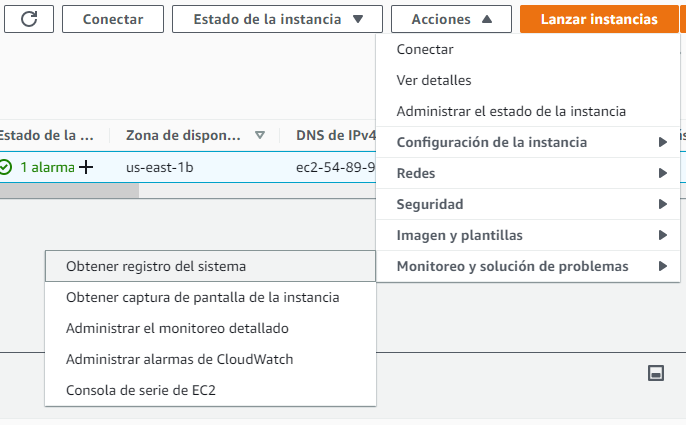 Conectar
Estado de la instancia
Acciones
Lanzar instancias
Conectar
Ver detalles
Administrar el estado de la instancia
Estado de la ...
Zona de dispon...
DNS de IPv4
Configuración de la instancia
1 alarma
us-east-1b
ec2-54-89-9
Redes
Seguridad
Imagen y plantillas
Monitoreo y solución de problemas
Obtener registro del sistema
Obtener captura de pantalla de la instancia
Administrar el monitoreo detallado
Administrar alarmas de CloudWatch
Consola de serie de EC2